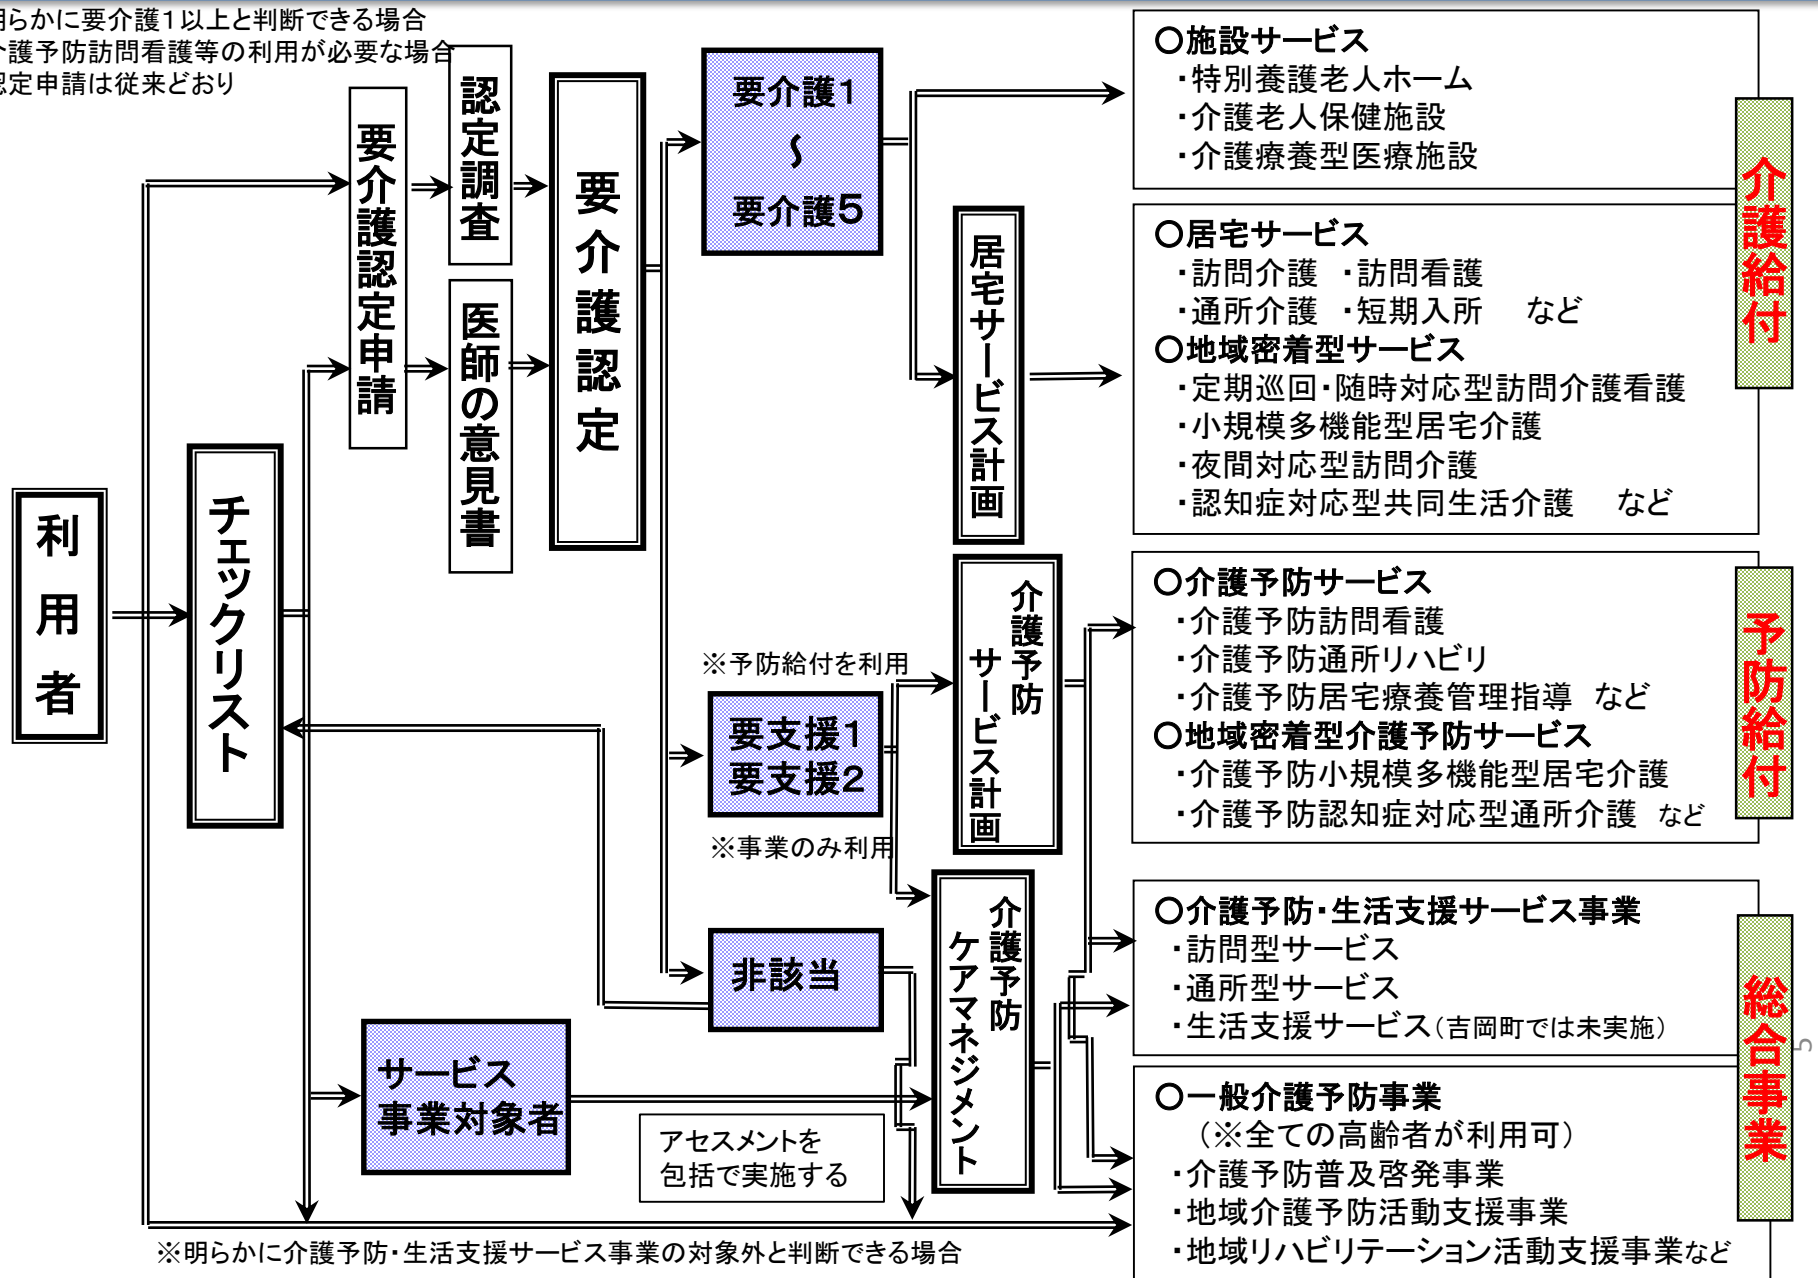 明らかに要介護1以上と判断できる場合
介護予防訪問看護等の利用が必要な場合
認定申請は従来どおり
利用者
チェックリスト
要介護認定申請
認定調査
医師の意見書
要介護認定
要介護1
～
要介護5
居宅サービス計画
○施設サービス
・特別養護老人ホーム
・介護老人保健施設
・介護療養型医療施設
○居宅サービス
・訪問介護 ・訪問看護
・通所介護 ・短期入所 など
○地域密着型サービス
・定期巡回・随時対応型訪問介護看護
・小規模多機能型居宅介護
・夜間対応型訪問介護
・認知症対応型共同生活介護 など
介護給付
※予防給付を利用
要支援1
要支援2
※事業のみ利用
介護予防
サービス計画
○介護予防サービス
・介護予防訪問看護
・介護予防通所リハビリ
・介護予防居宅療養管理指導 など
○地域密着型介護予防サービス
・介護予防小規模多機能型居宅介護
・介護予防認知症対応型通所介護 など
予防給付
非該当
サービス
事業対象者
アセスメントを
包括で実施する
介護予防
ケアマネジメント
○介護予防・生活支援サービス事業
・訪問型サービス
・通所型サービス
・生活支援サービス（吉岡町では未実施）
○一般介護予防事業
（※全ての高齢者が利用可）
・介護予防普及啓発事業
・地域介護予防活動支援事業
・地域リハビリテーション活動支援事業など
総合事業
※明らかに介護予防・生活支援サービス事業の対象外と判断できる場合
5